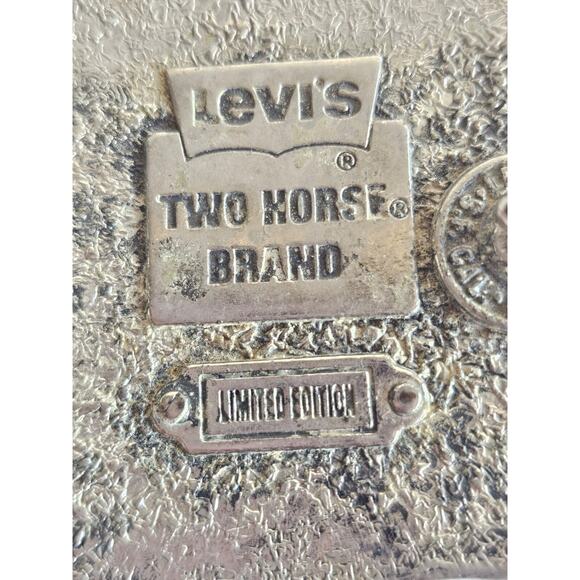 Levi's
®
TWO HORSE®
BRAND
LIMITED EDITION